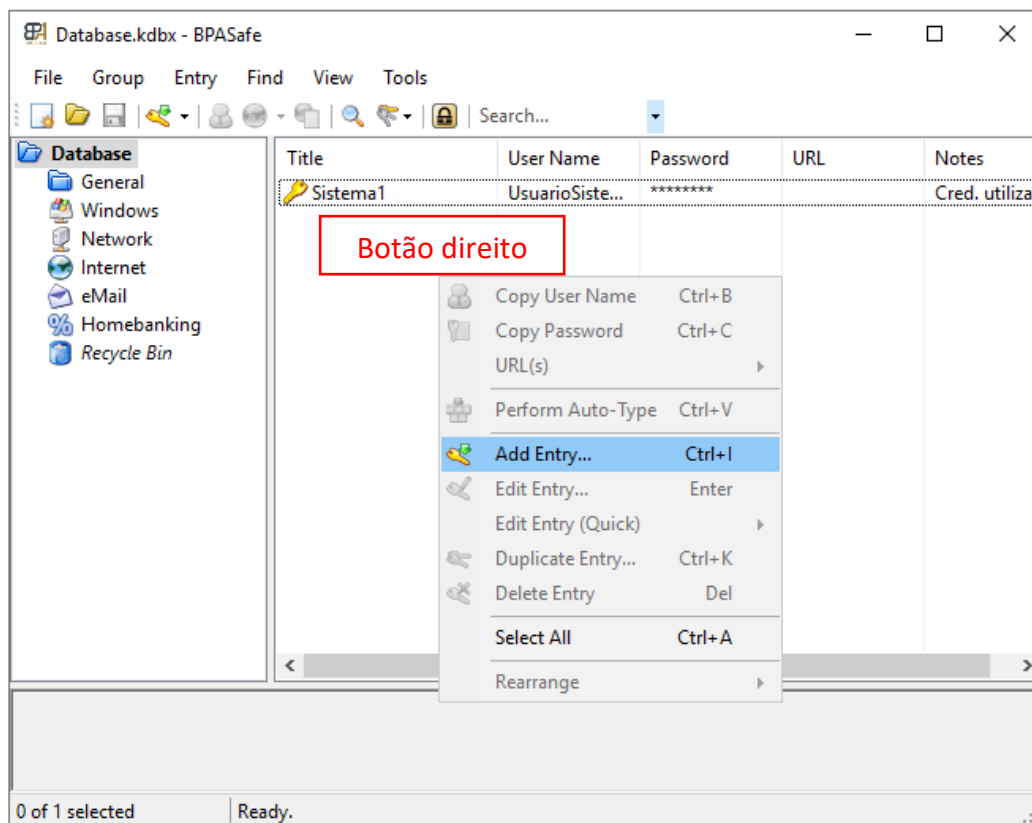 Database.kdbx - BPASafe
File Group Entry Find View Tools
Search...
Database
General
Windows
Network
Internet
eMail
Homebanking
Recycle Bin
Title User Name Password URL Notes
Sistema1 UsuarioSiste... ******** Cred. utiliza
Botão direito
Copy User Name Ctrl+B
Copy Password Ctrl+C
URL(s)
Perform Auto-Type Ctrl+V
Add Entry... Ctrl+I
Edit Entry... Enter
Edit Entry (Quick)
Duplicate Entry... Ctrl+K
Delete Entry Del
Select All Ctrl+A
Rearrange
0 of 1 selected Ready.